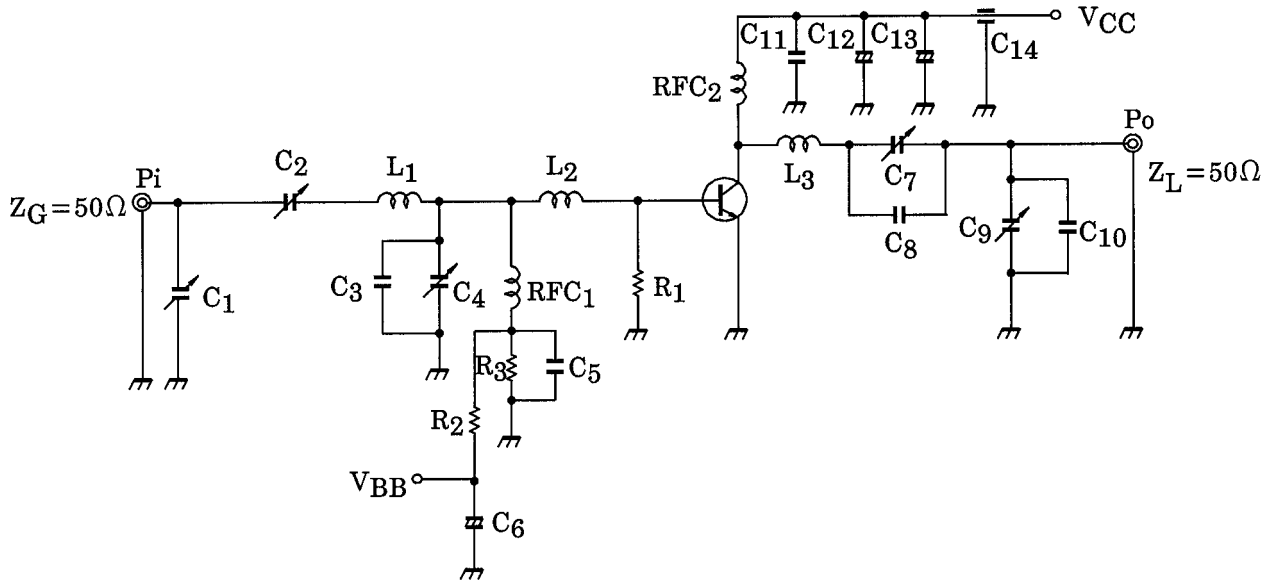 C11
C12
C13
C14
VCC
RFC2
Po
C2
L1
L2
L3
C7
ZL=50Ω
Pi
ZG=50Ω
C8
C9
C10
C1
C3
C4
RFC1
R1
R3
C5
R2
VBB
C6